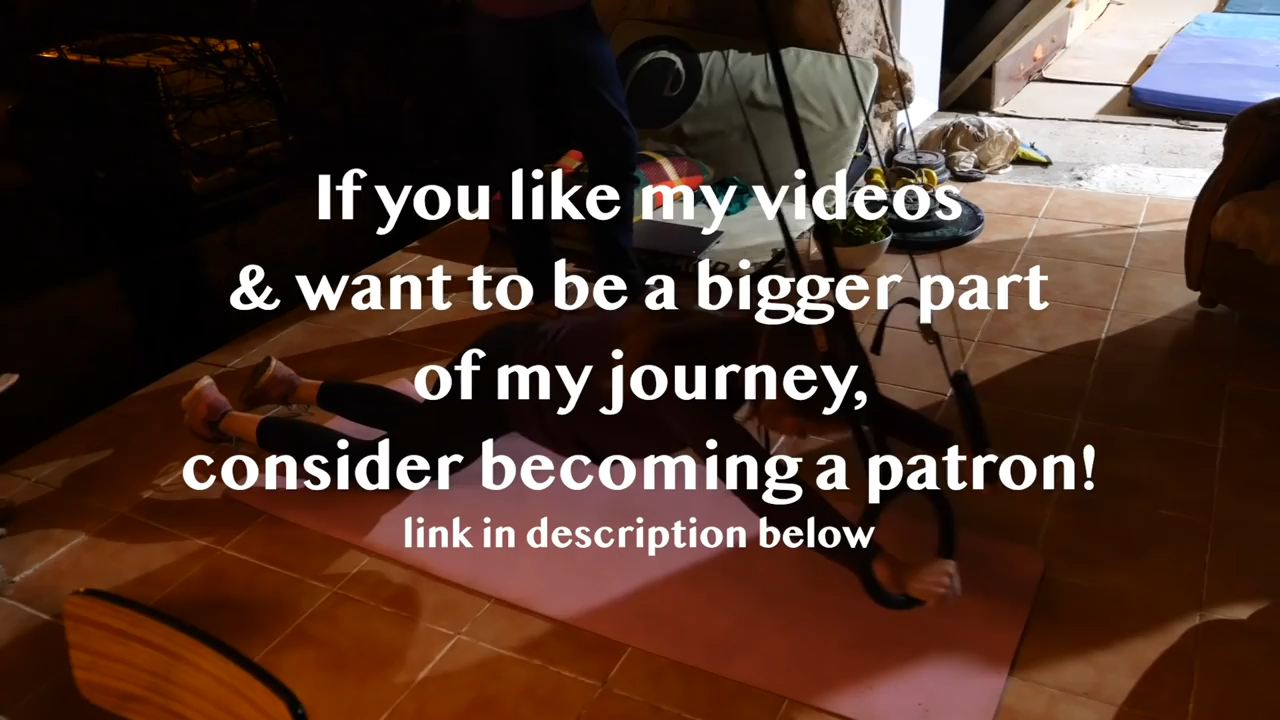 If you like my videos
& want to be a bigger part
of my journey,
consider becoming a patron!
link in description below